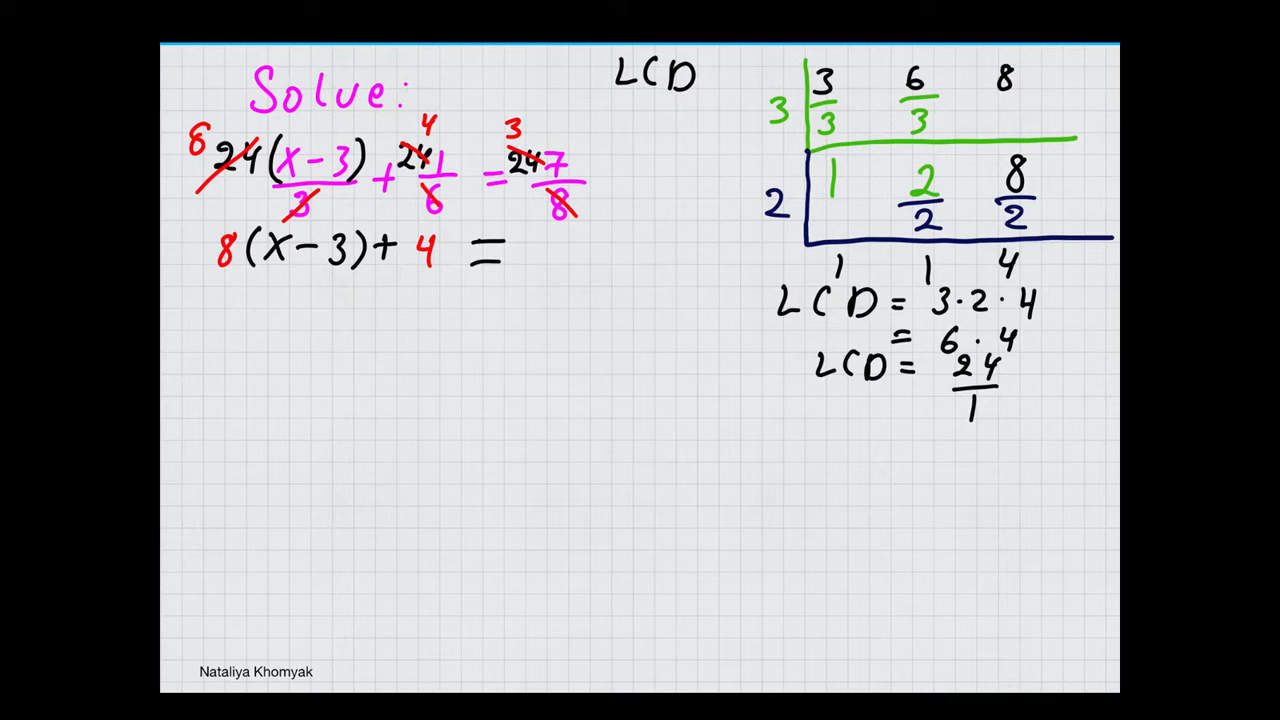 Solve:
8 24(x-3)/3 + 4 24 1/6 = 3 24 7/8
8(x-3)+ 4 =
LCD
3 6 8
3 3 3
1 2 8
2 2 2
1 1 4
LCD = 3·2·4
= 6·4
LCD = 24
1
Nataliya Khomyak